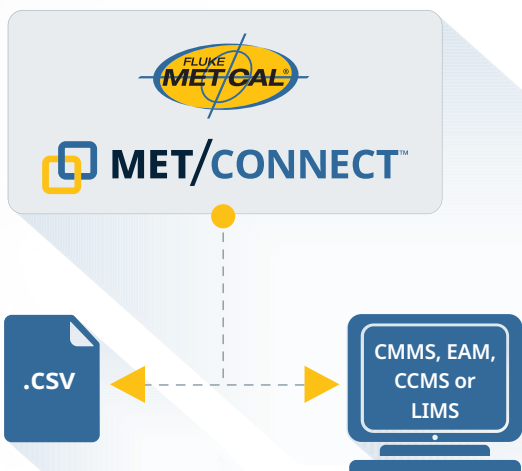 FLUKE
MET CAL®
MET/CONNECT™
.CSV
CMMS, EAM,
CCMS or
LIMS